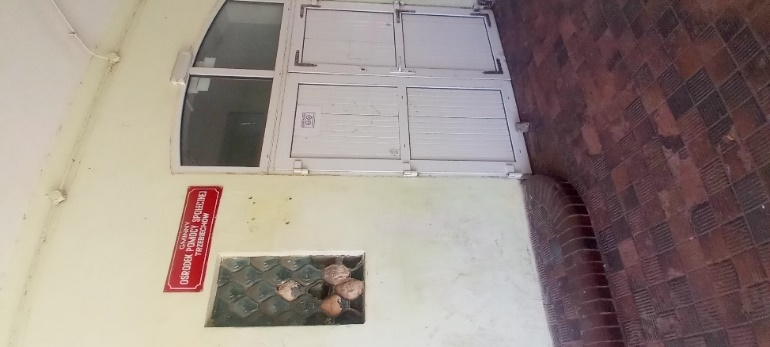 GMINNY
OŚRODEK POMOCY SPOŁECZNEJ
TRZEBIECHÓW